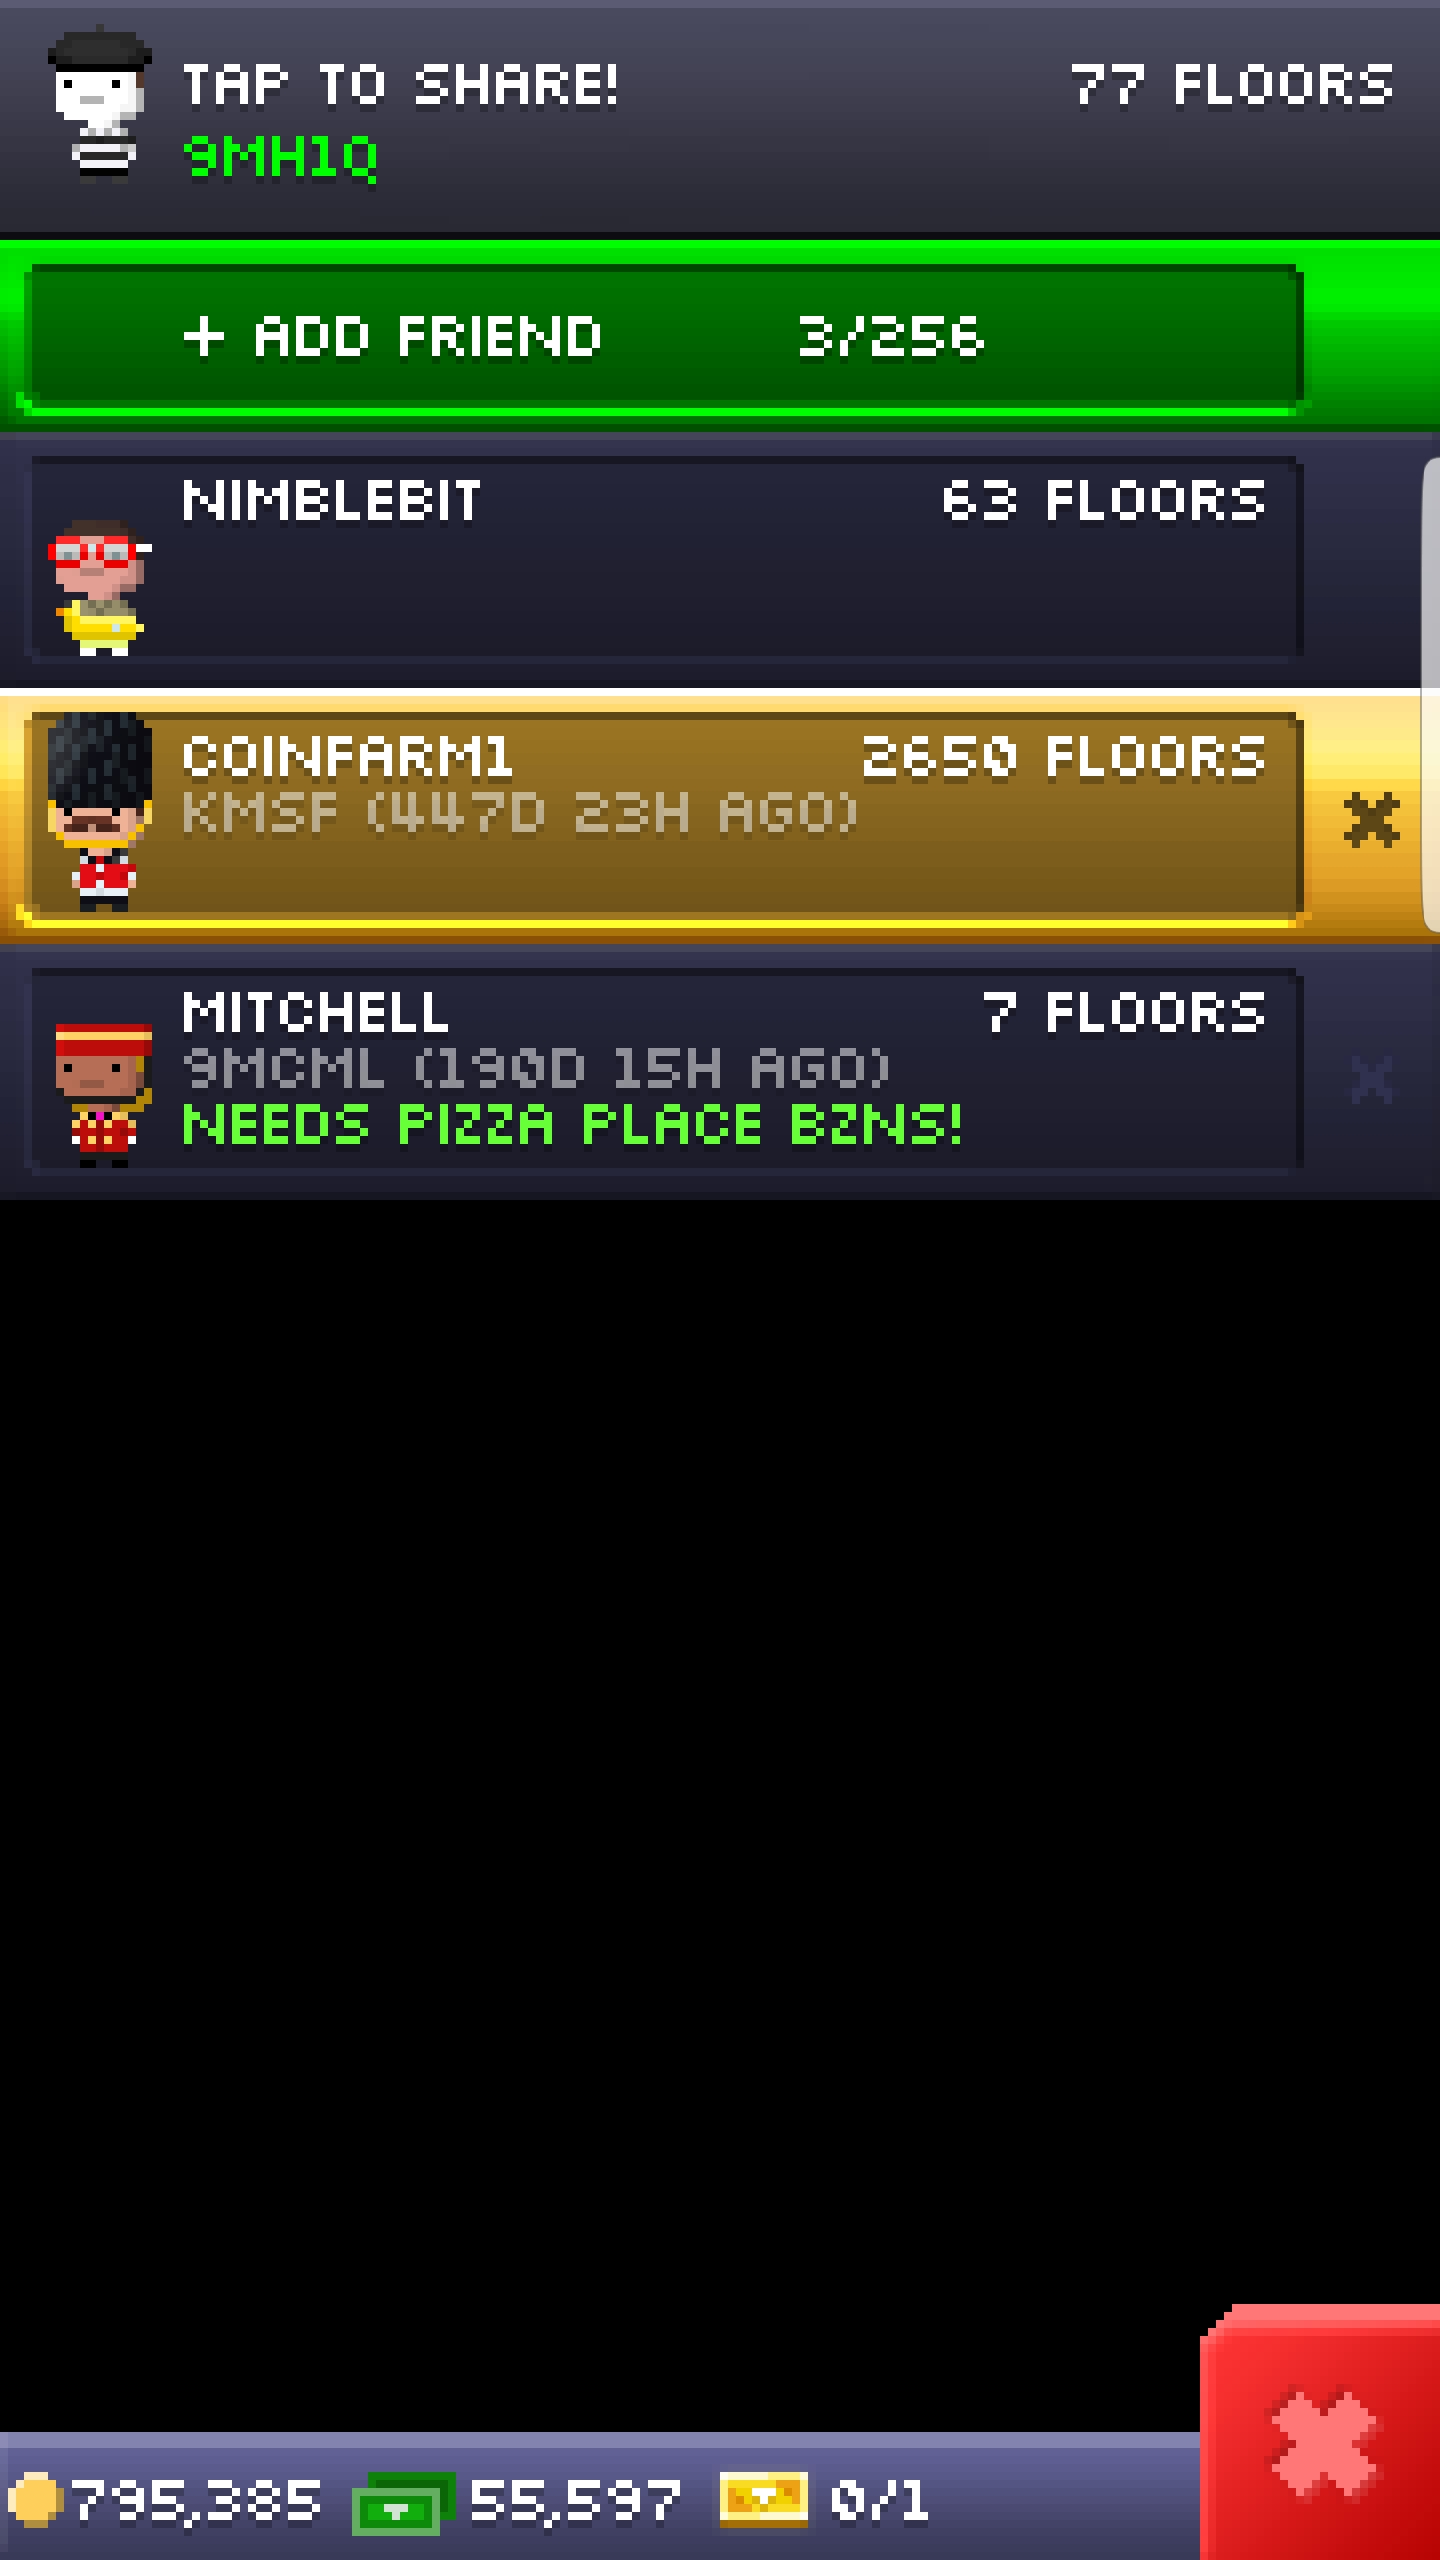 TAP TO SHARE! 77 FLOORS
9MH1Q
+ ADD FRIEND 3/256
NIMBLEBIT 63 FLOORS
COINFARM1 2650 FLOORS
KMSF (447D 23H AGO)
MITCHELL 7 FLOORS
9MCML (190D 15H AGO)
NEEDS PIZZA PLACE BZNS!
795,385 55,597 0/1